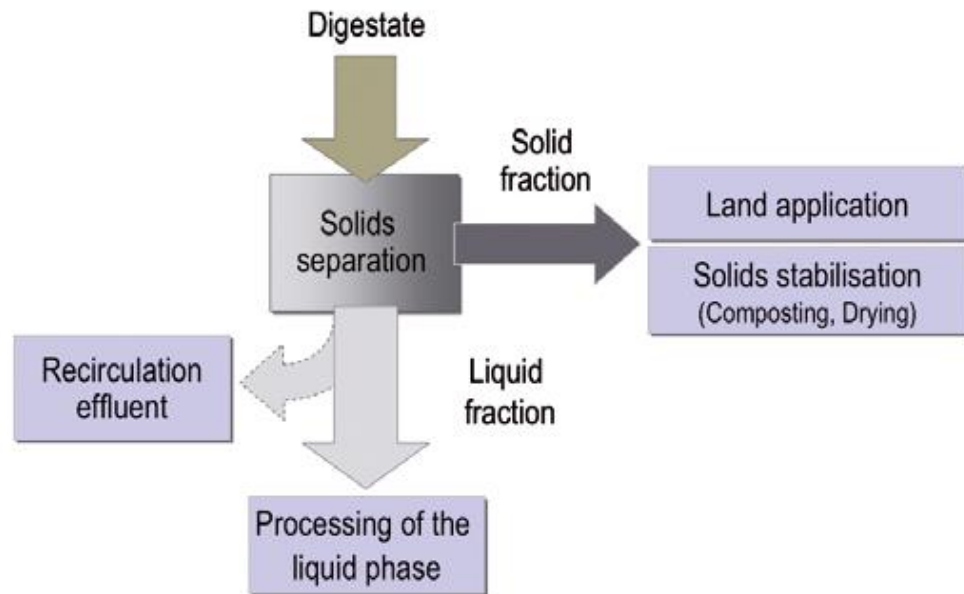 Digestate
Solid
fraction
Solids
separation
Land application
Solids stabilisation
(Composting, Drying)
Recirculation
effluent
Liquid
fraction
Processing of the
liquid phase